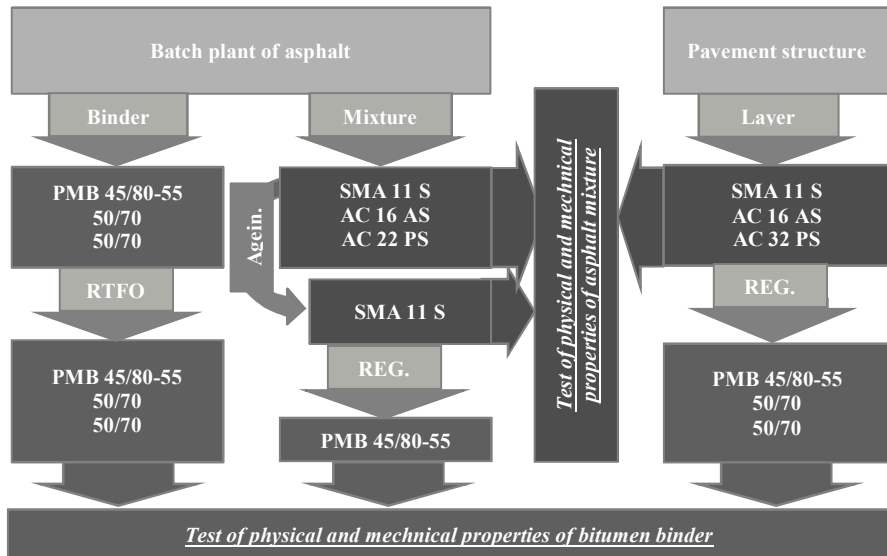 Batch plant of asphalt
Pavement structure
Binder
Mixture
Layer
PMB 45/80-55
50/70
50/70
Agein.
SMA 11 S
AC 16 AS
AC 22 PS
Test of physical and mechnical
properties of asphalt mixture
SMA 11 S
AC 16 AS
AC 32 PS
RTFO
SMA 11 S
REG.
PMB 45/80-55
50/70
50/70
REG.
PMB 45/80-55
PMB 45/80-55
50/70
50/70
Test of physical and mechnical properties of bitumen binder